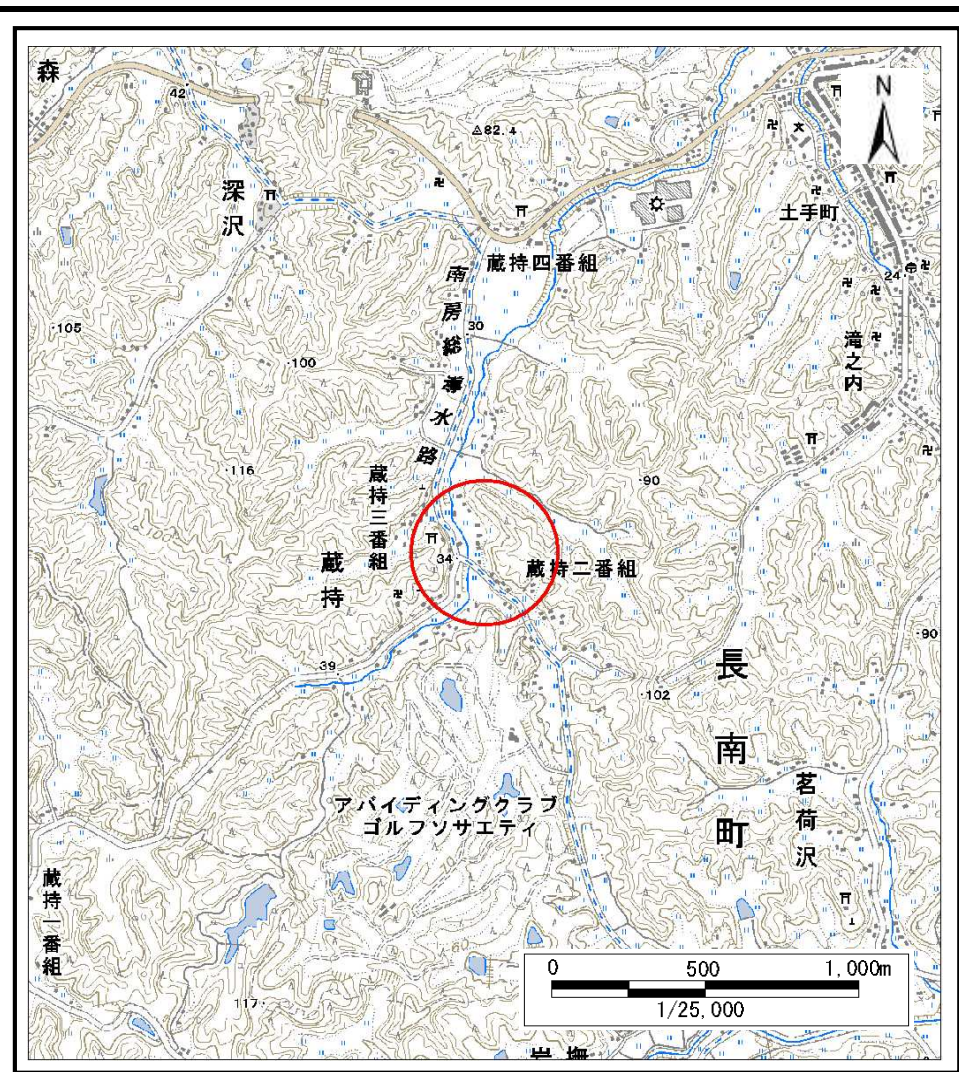 森
42
82.4
N
深沢
土手町
蔵持四番組
24
南房総導水路
30
105
100
滝之内
116
90
蔵持三番組
34
蔵持二番組
蔵持
39
90
102
長南町
アバイディングクラブ
ゴルフソサエティ
茗荷沢
蔵持一番組
60
117
0 500 1,000m
1/25,000